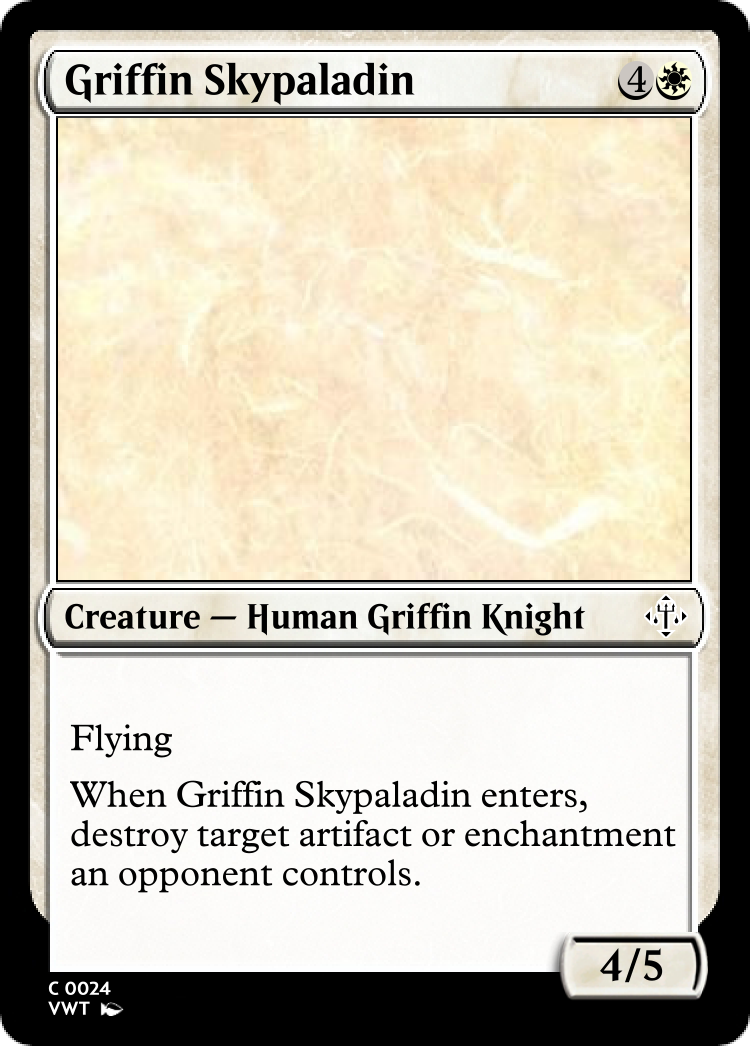 Griffin Skypaladin 4
Creature — Human Griffin Knight
Flying
When Griffin Skypaladin enters,
destroy target artifact or enchantment
an opponent controls.
4/5
C 0024
VWT